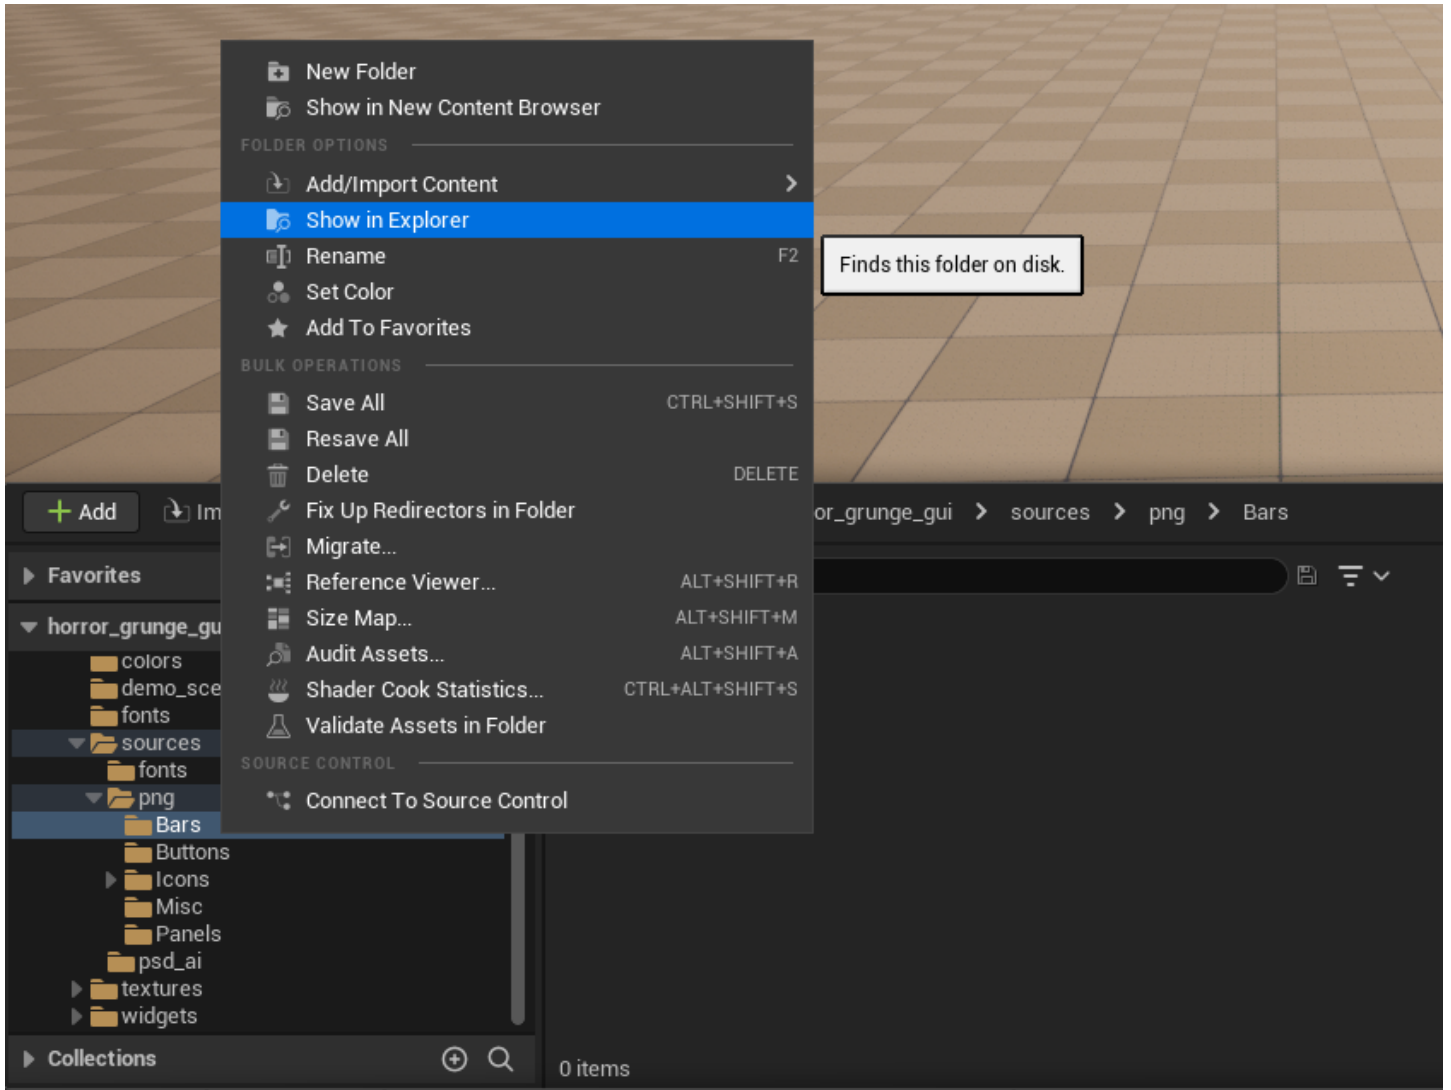 New Folder
Show in New Content Browser
FOLDER OPTIONS
Add/Import Content
Show in Explorer
Rename F2
Finds this folder on disk.
Set Color
Add To Favorites
BULK OPERATIONS
Save All CTRL+SHIFT+S
Resave All
Delete DELETE
Fix Up Redirectors in Folder
Migrate...
Reference Viewer... ALT+SHIFT+R
Size Map... ALT+SHIFT+M
Audit Assets... ALT+SHIFT+A
Shader Cook Statistics... CTRL+ALT+SHIFT+S
Validate Assets in Folder
SOURCE CONTROL
Connect To Source Control
Add Im
or_grunge_gui > sources > png > Bars
Favorites
horror_grunge_gu
colors
demo_sce
fonts
sources
fonts
png
Bars
Buttons
Icons
Misc
Panels
psd_ai
textures
widgets
Collections
0 items